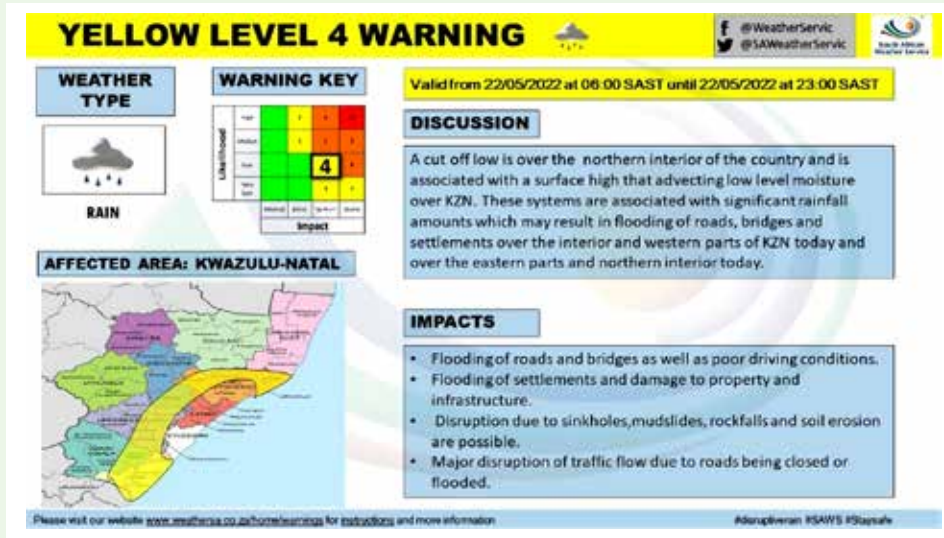 YELLOW LEVEL 4 WARNING
@WeatherServic
@SAWeatherServic
South African
Weather Service
WEATHER
TYPE
RAIN
WARNING KEY
Likelihood
4
Impact
AFFECTED AREA: KWAZULU-NATAL
Valid from 22/05/2022 at 06:00 SAST until 22/05/2022 at 23:00 SAST
DISCUSSION
A cut off low is over the northern interior of the country and is
associated with a surface high that advecting low level moisture
over KZN. These systems are associated with significant rainfall
amounts which may result in flooding of roads, bridges and
settlements over the interior and western parts of KZN today and
over the eastern parts and northern interior today.
IMPACTS
• Flooding of roads and bridges as well as poor driving conditions.
• Flooding of settlements and damage to property and
infrastructure.
• Disruption due to sinkholes,mudslides, rockfalls and soil erosion
are possible.
• Major disruption of traffic flow due to roads being closed or
flooded.
Please visit our website www.weathersa.co.za/home/warnings for instructions and more information
#disruptiverain #SAWS #Staysafe